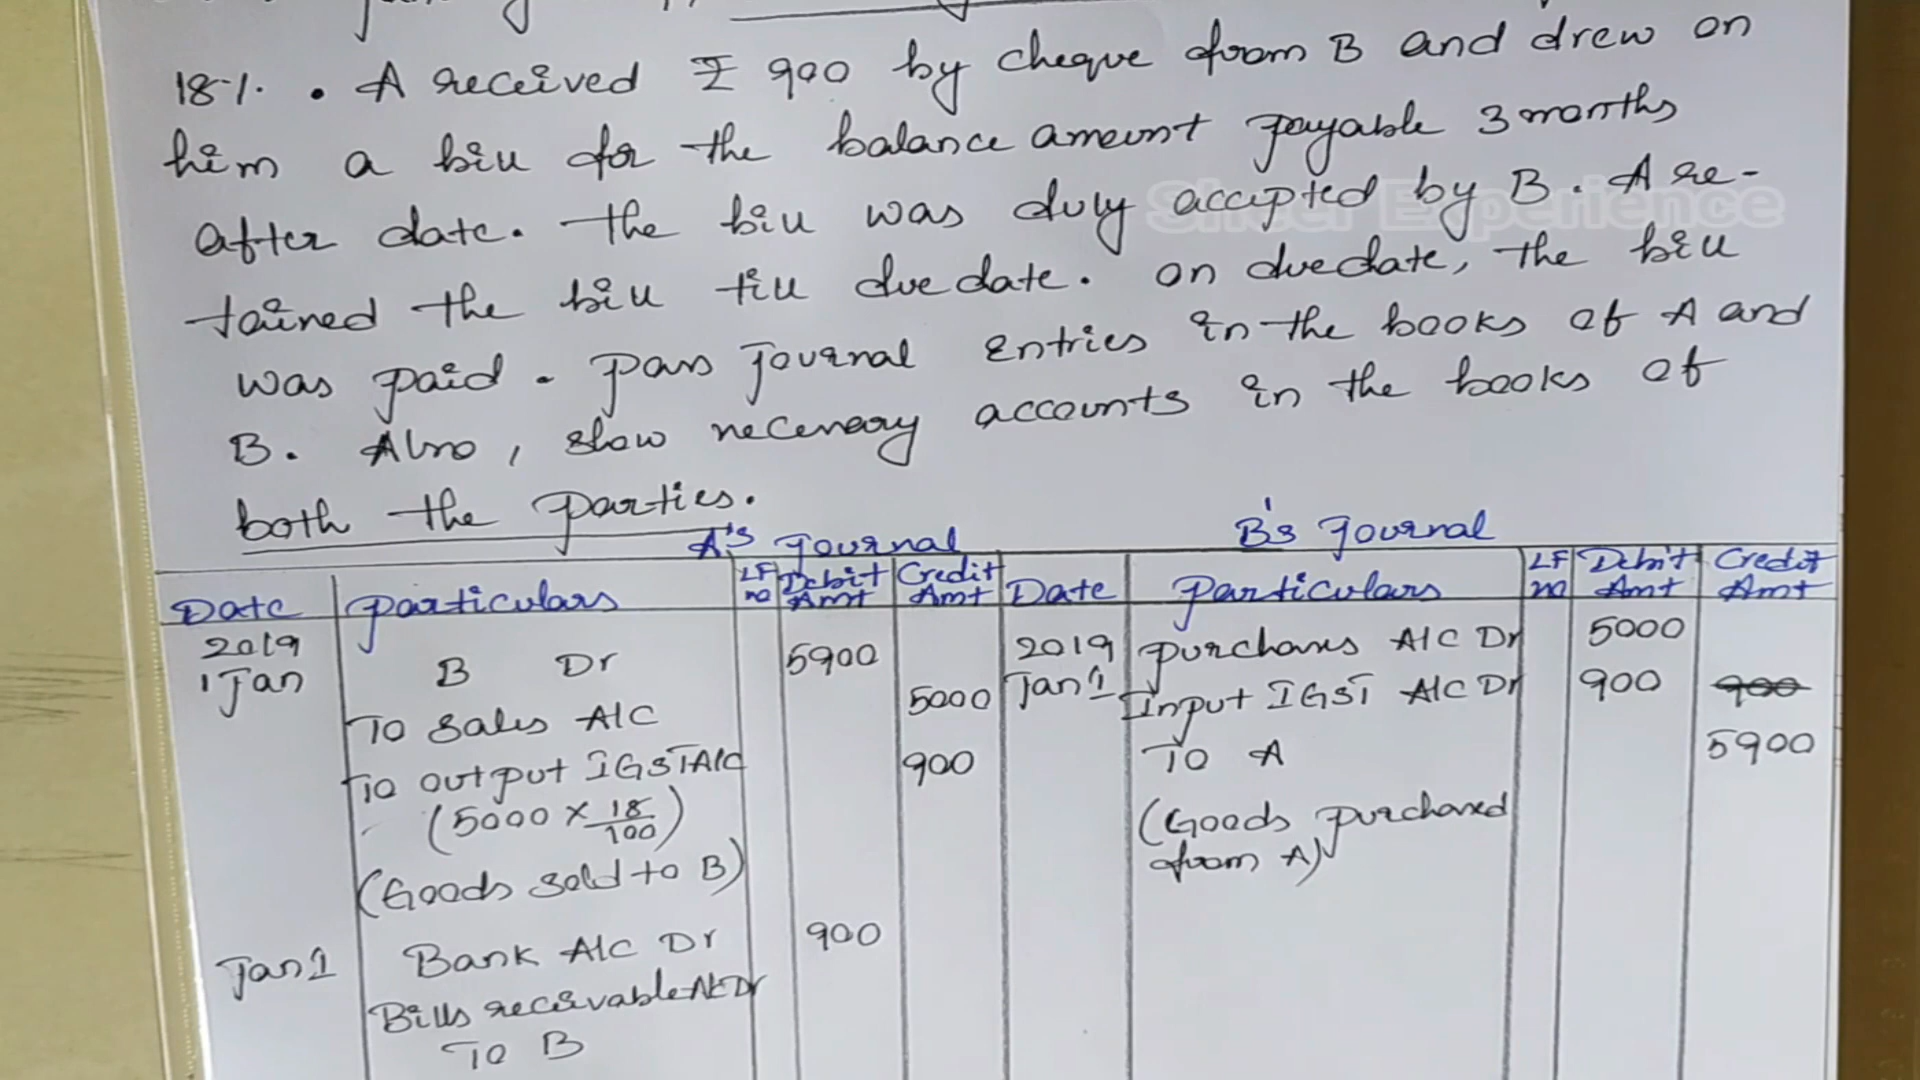 18%. . A received ₹ 900 by cheque from B and drew on
him a bill for the balance amount payable 3 months
after date. The bill was duly accepted by B. A re-
tained the bill till due date. on duedate, the bill
was paid. Pass Journal Entries in the books of A and
B. Also, show necessary accounts in the books of
both the parties.
A's Journal
B's Journal
Date Particulars LF no Debit Amt Credit Amt Date Particulars LF no Debit Amt Credit Amt
2019 B Dr 5900 2019 purchases A/C Dr 5000
1 Jan To Sales A/C 5000 Jan 1 Input IGST A/C Dr 900 900
To output IGST A/C 900 To A 5900
(5000 × 18/100) (Goods purchased
(Goods sold to B) from A)
Jan 1 Bank A/C Dr 900
Bills receivable A/C Dr
To B
Sheer Experience